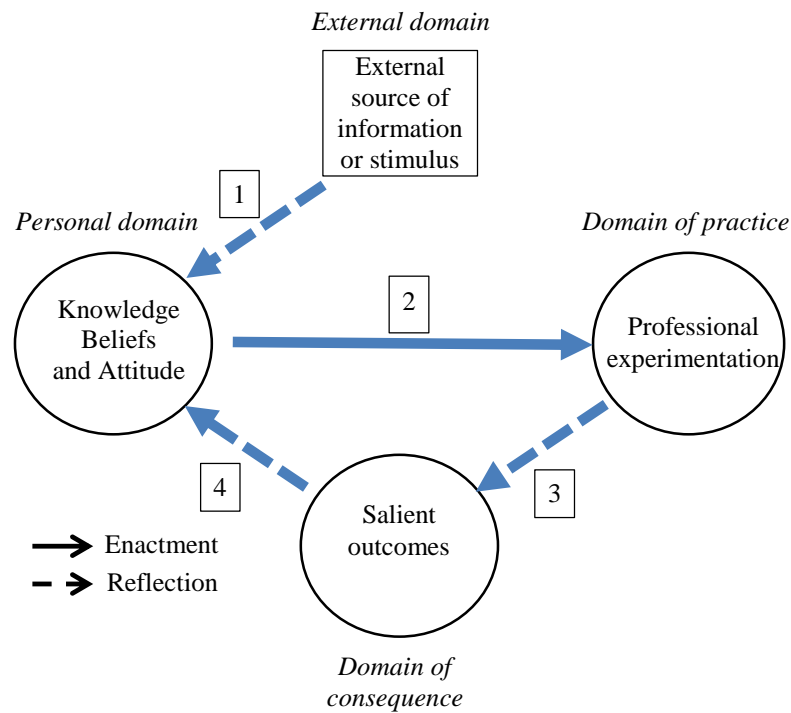 External domain
External
source of
information
or stimulus
1
Personal domain
Domain of practice
Knowledge
Beliefs
and Attitude
2
Professional
experimentation
4
3
Salient
outcomes
Enactment
Reflection
Domain of
consequence